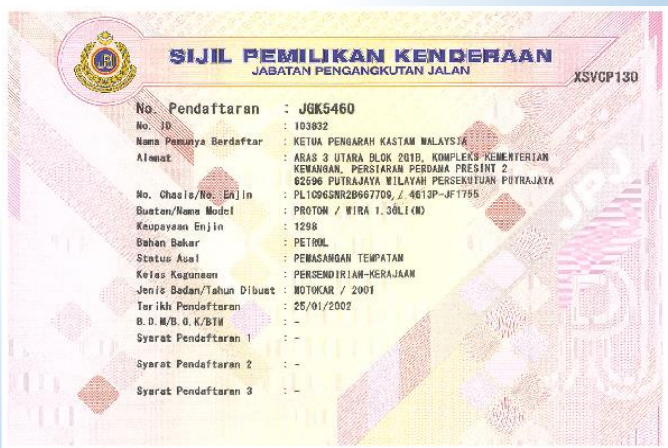 SIJIL PEMILIKAN KENDERAAN
JABATAN PENGANGKUTAN JALAN
XSVCP130
No. Pendaftaran : JGK5460
No. ID : 103832
Nama Pemunya Berdaftar : KETUA PENGARAH KASTAM MALAYSIA
Alamat : ARAS 3 UTARA BLOK 2G1B, KOMPLEKS KEMENTERIAN
KEWANGAN, PERSIARAN PERDANA PRESINT 2
62596 PUTRAJAYA WILAYAH PERSEKUTUAN PUTRAJAYA
No. Chasis/No. Enjin : PL1C96SNR2B667709 / 4G13P-JF1755
Buatan/Nama Model : PROTON / WIRA 1.3GLI(M)
Keupayaan Enjin : 1298
Bahan Bakar : PETROL
Status Asal : PEMASANGAN TEMPATAN
Kelas Kegunaan : PERSENDIRIAN-KERAJAAN
Jenis Badan/Tahun Dibuat : MOTOKAR / 2001
Tarikh Pendaftaran : 25/01/2002
B.D.M/B.G.K/BTM : -
Syarat Pendaftaran 1 : -
Syarat Pendaftaran 2 : -
Syarat Pendaftaran 3 : -
JPJ